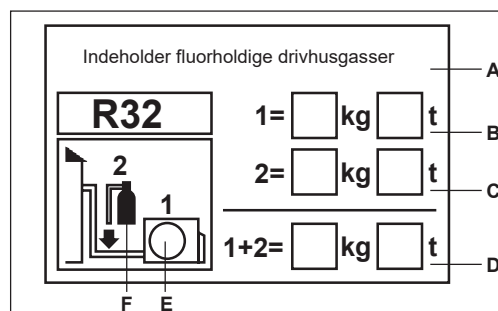 Indeholder fluorholdige drivhusgasser
A
R32
1= kg t
B
2
1
2= kg t
C
1+2= kg t
D
F E